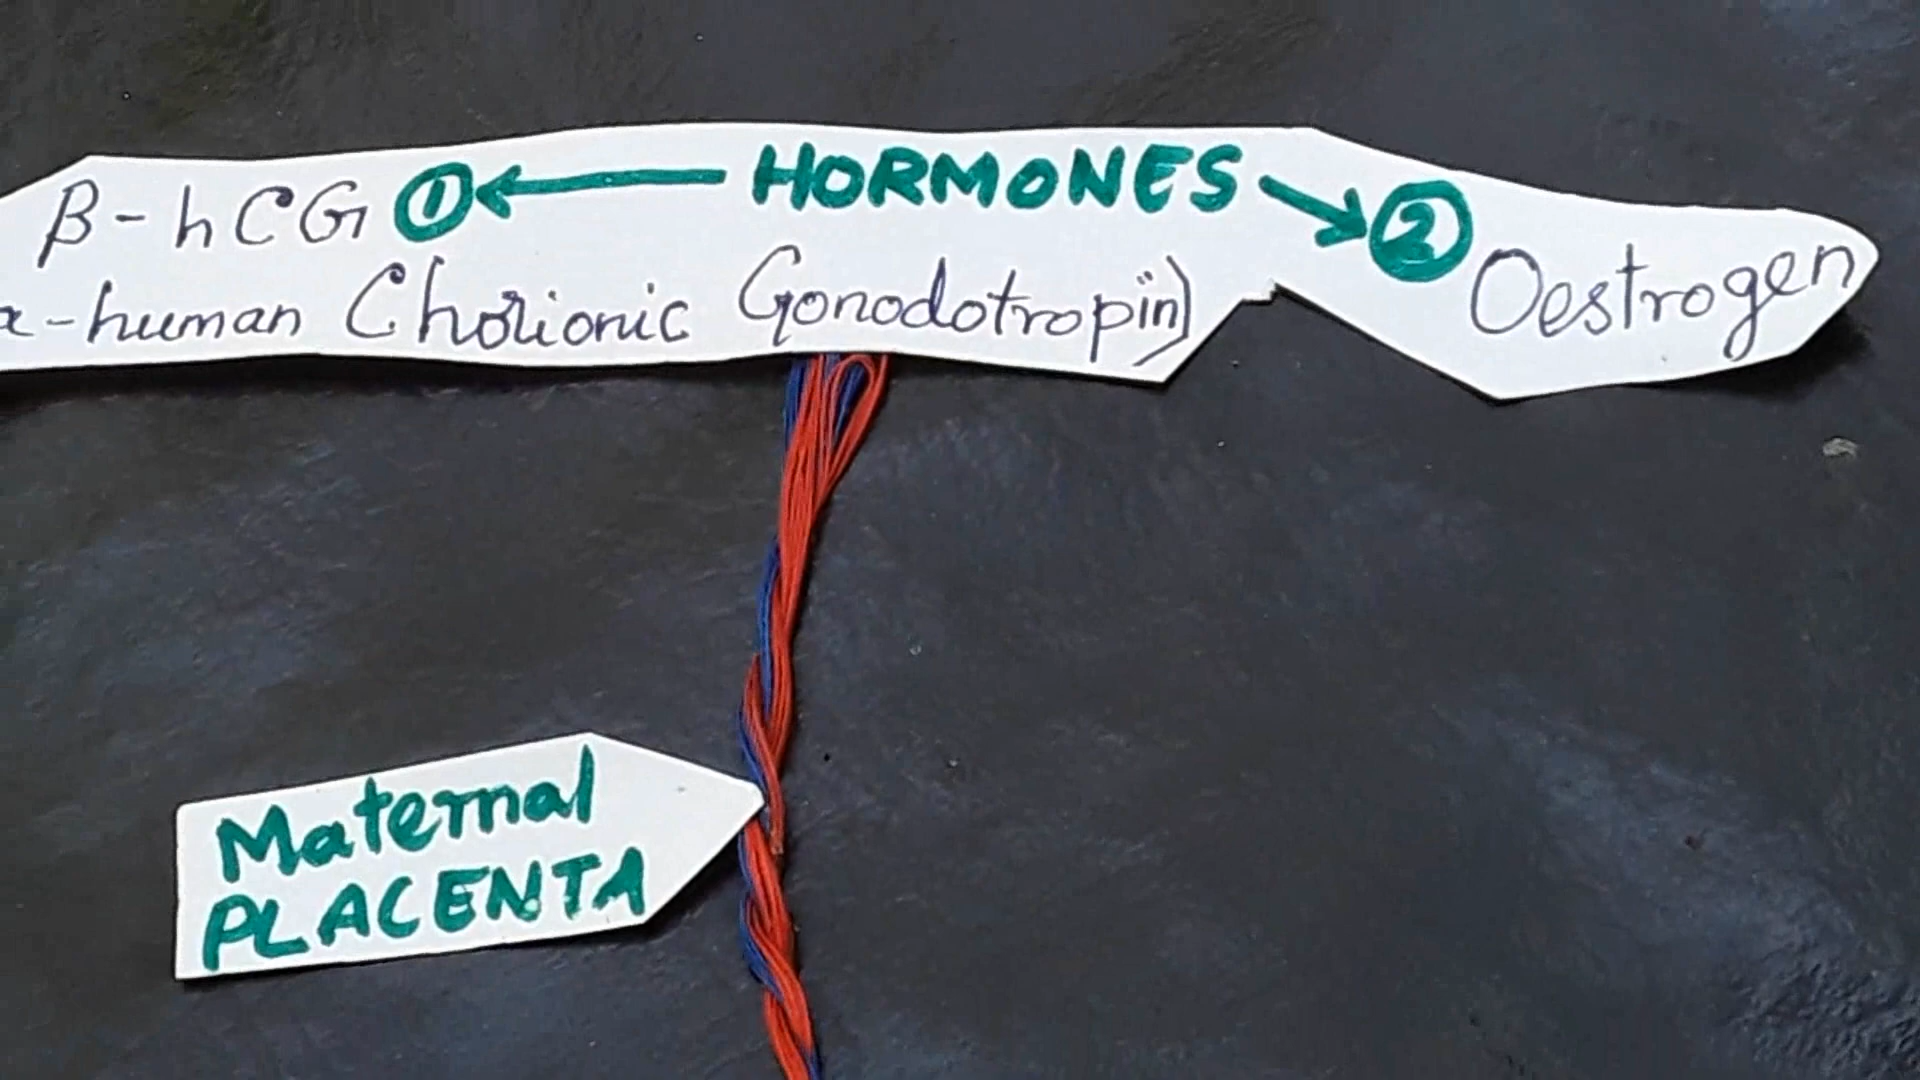 HORMONES
β-hCG ① ← → ②
-human Chorionic Gonodotropin)
Oestrogen
Maternal
PLACENTA